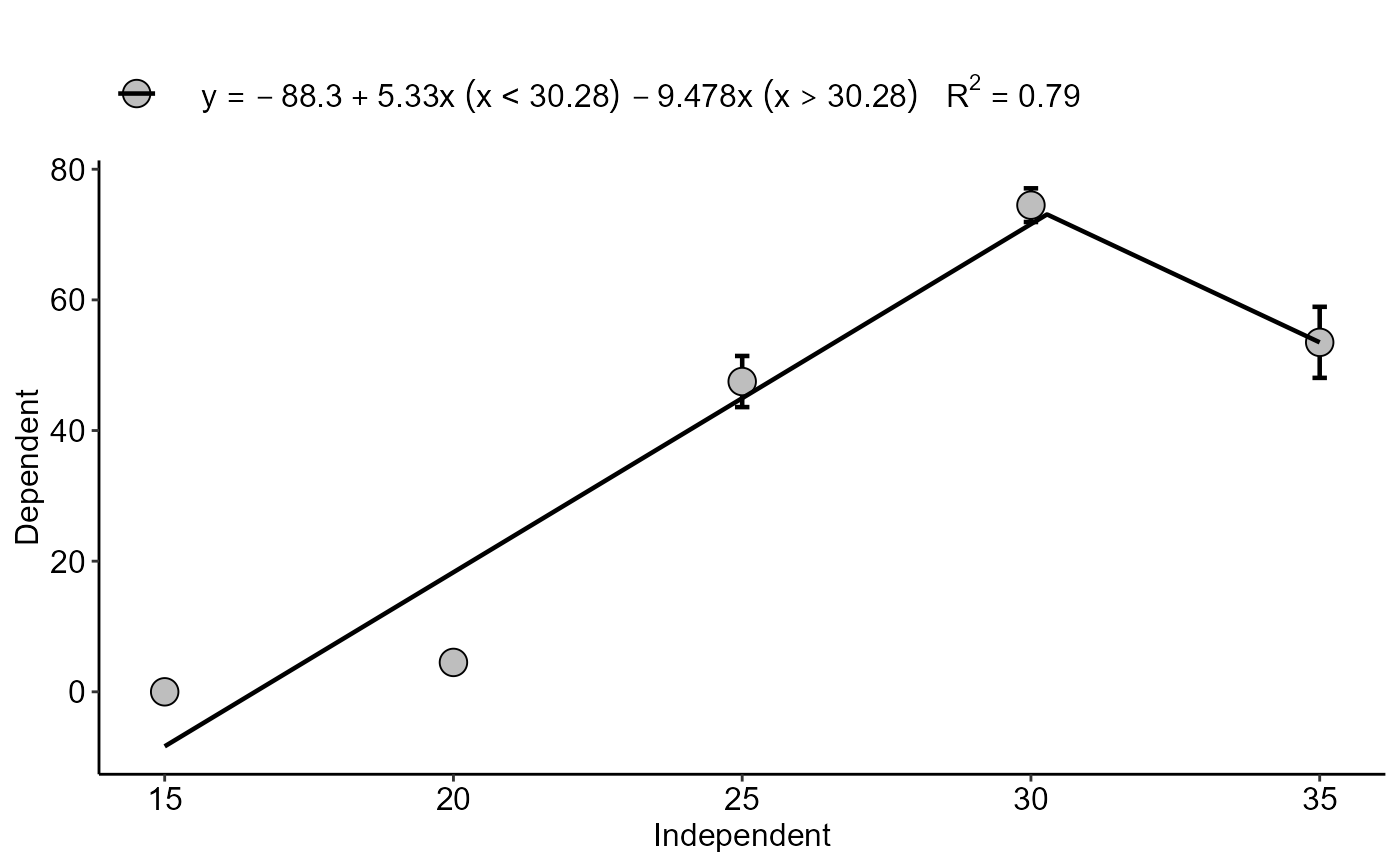 y = − 88.3 + 5.33x (x < 30.28) − 9.478x (x > 30.28) R² = 0.79
80
60
40
20
0
Dependent
15 20 25 30 35
Independent